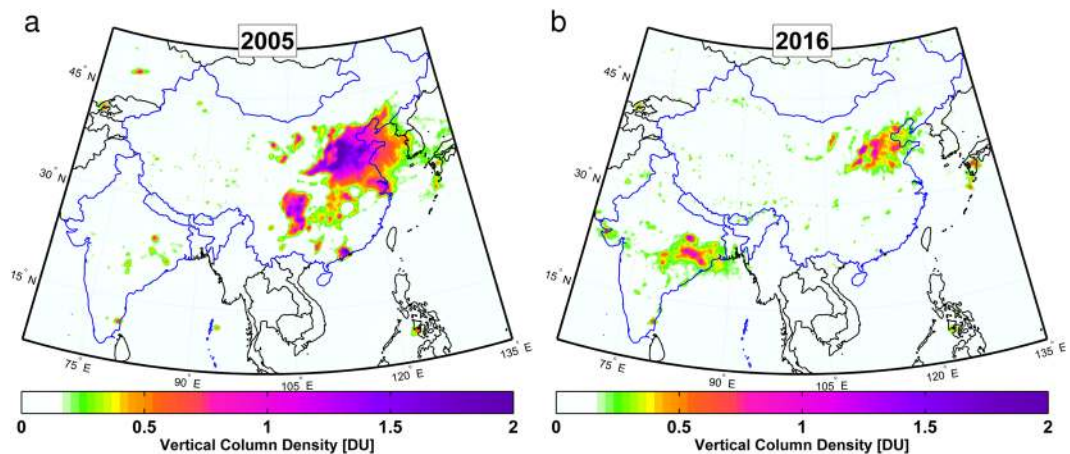 a
2005
45° N
30° N
15° N
75° E
90 E
105° E
120° E
135° E
0 0.5 1 1.5 2
Vertical Column Density [DU]
b
2016
45° N
30° N
15° N
75° E
90° E
105° E
120° E
135° E
0 0.5 1 1.5 2
Vertical Column Density [DU]